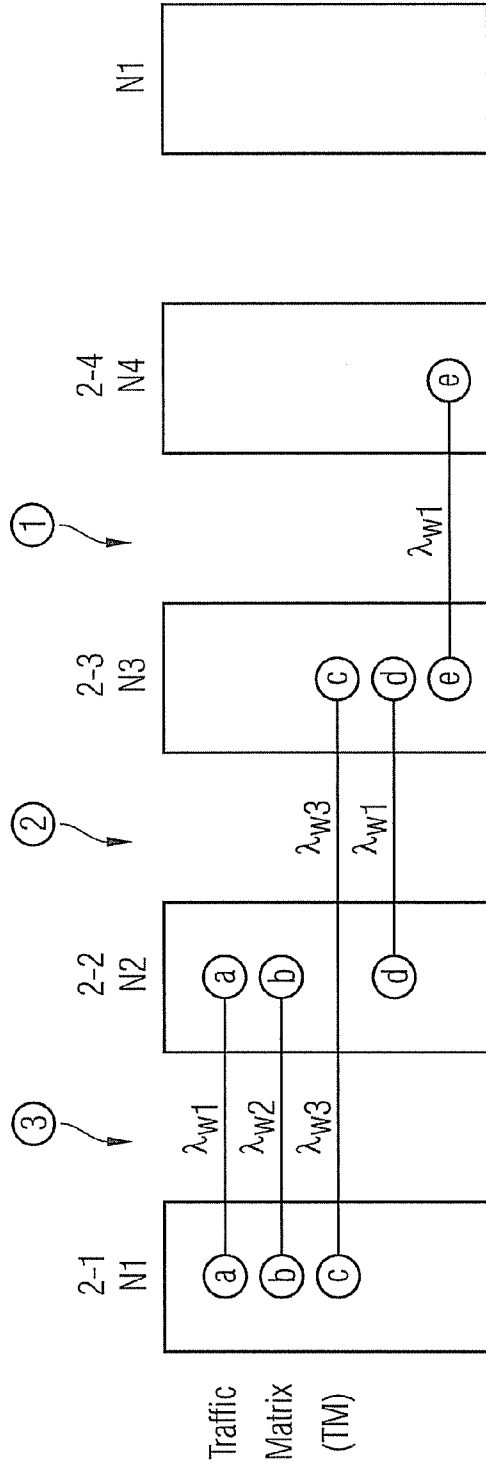 ③ ② ①
2-1 2-2 2-3 2-4
N1 N2 N3 N4 N1
Traffic
Matrix
(TM)
a λw1 a
b λw2 b
c λw3 λw3 c
d λw1 d
e λw1 e